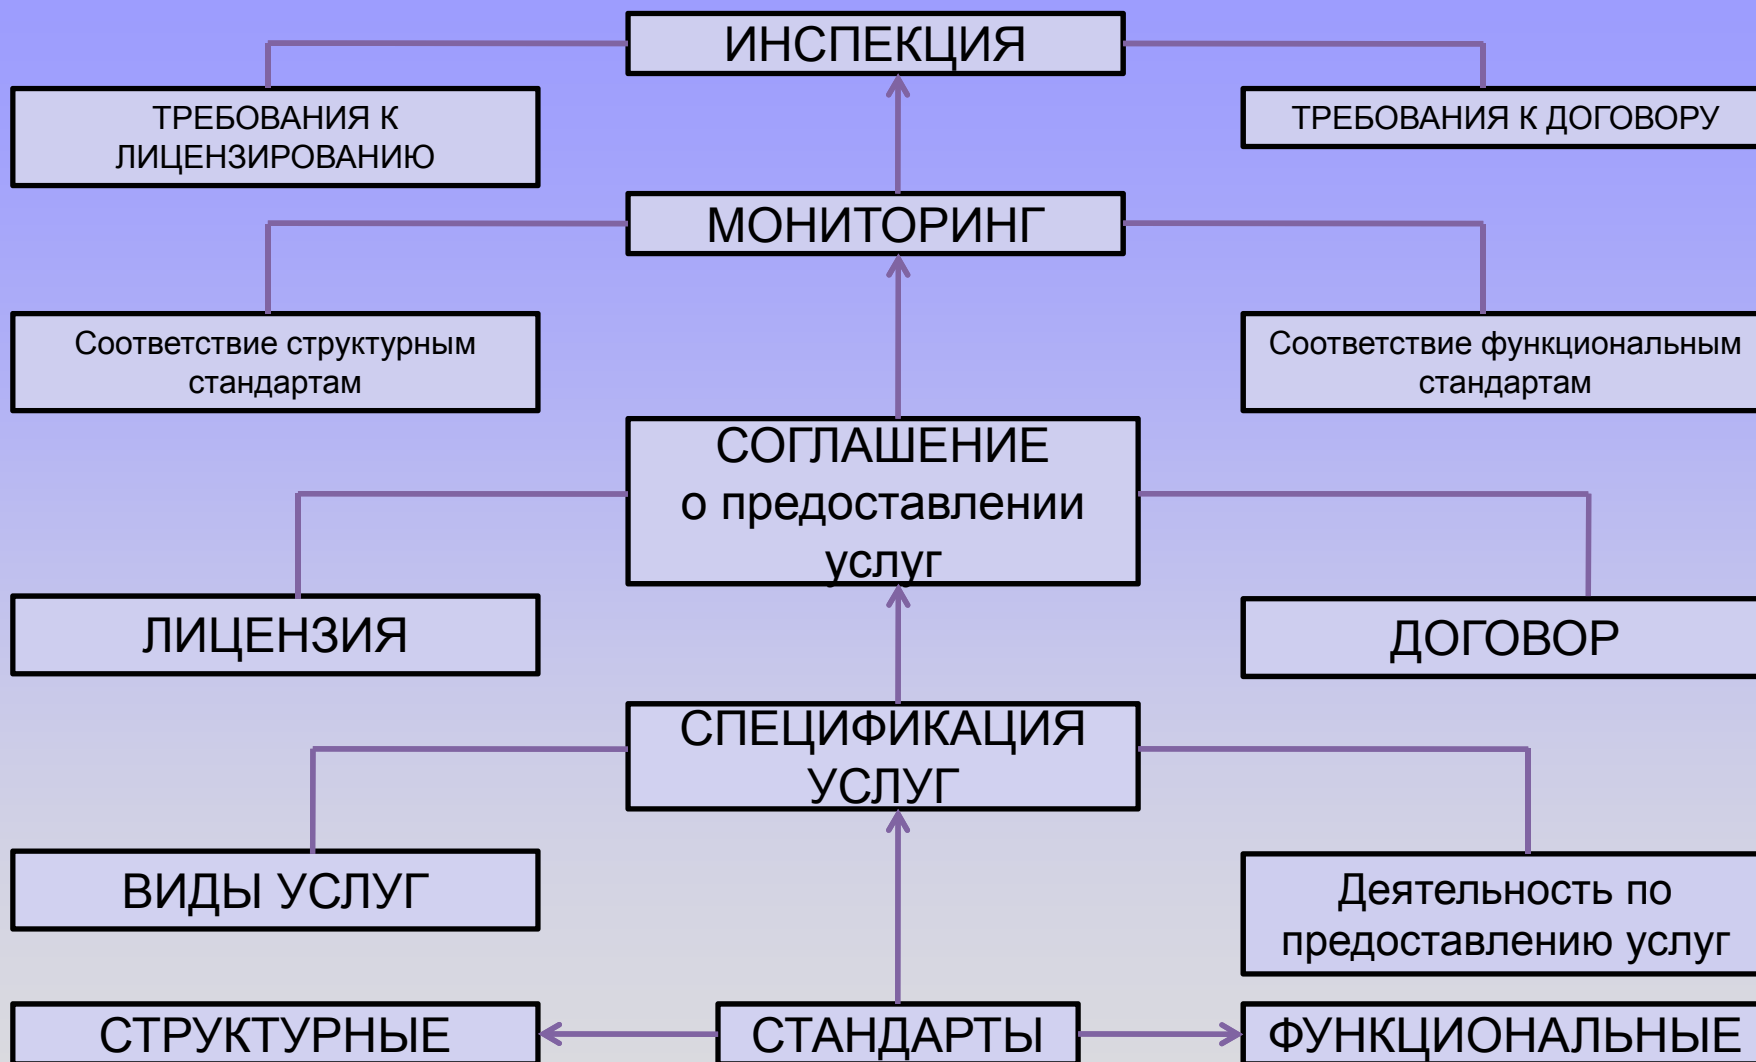 ИНСПЕКЦИЯ
ТРЕБОВАНИЯ К
ЛИЦЕНЗИРОВАНИЮ
ТРЕБОВАНИЯ К ДОГОВОРУ
МОНИТОРИНГ
Соответствие структурным
стандартам
Соответствие функциональным
стандартам
СОГЛАШЕНИЕ
о предоставлении
услуг
ЛИЦЕНЗИЯ
ДОГОВОР
СПЕЦИФИКАЦИЯ
УСЛУГ
ВИДЫ УСЛУГ
Деятельность по
предоставлению услуг
СТРУКТУРНЫЕ
СТАНДАРТЫ
ФУНКЦИОНАЛЬНЫЕ